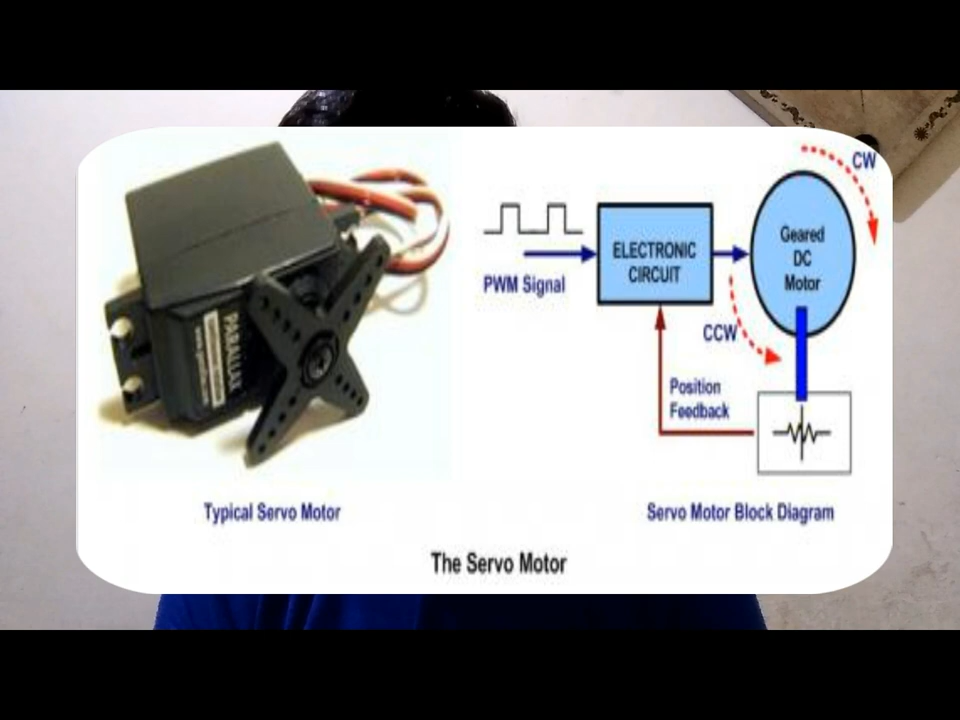 PARALLAX
Typical Servo Motor
PWM Signal
ELECTRONIC
CIRCUIT
Geared
DC
Motor
CW
CCW
Position
Feedback
Servo Motor Block Diagram
The Servo Motor